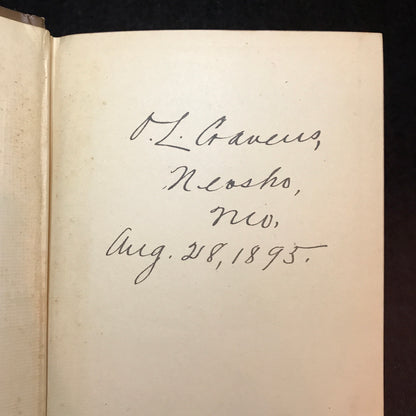 O.L. Cravens,
Neosho,
Mo,
Aug. 28, 1895.